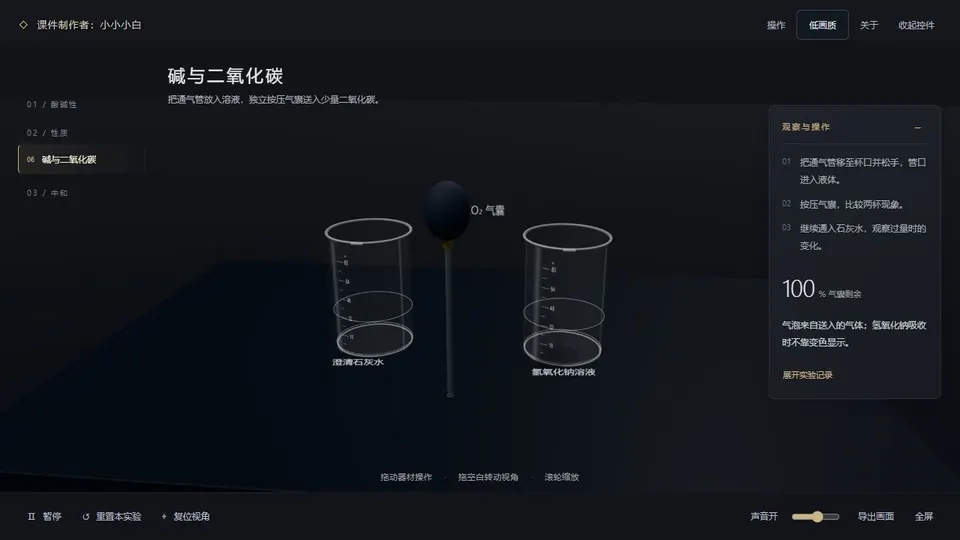 课件制作者：小小小白
操作
低画质
关于
收起控件
碱与二氧化碳
把通气管放入溶液，独立按压气囊送入少量二氧化碳。
01 / 酸碱性
02 / 性质
06 碱与二氧化碳
03 / 中和
O₂ 气囊
澄清石灰水
氢氧化钠溶液
观察与操作
01 把通气管移至杯口并松手，管口
进入液体。
02 按压气囊，比较两杯现象。
03 继续通入石灰水，观察过量时的
变化。
100 % 气囊剩余
气泡来自送入的气体；氢氧化钠吸收
时不靠变色显示。
展开实验记录
拖动器材操作 · 拖空白转动视角 · 滚轮缩放
暂停
重置本实验
复位视角
声音开
导出画面
全屏